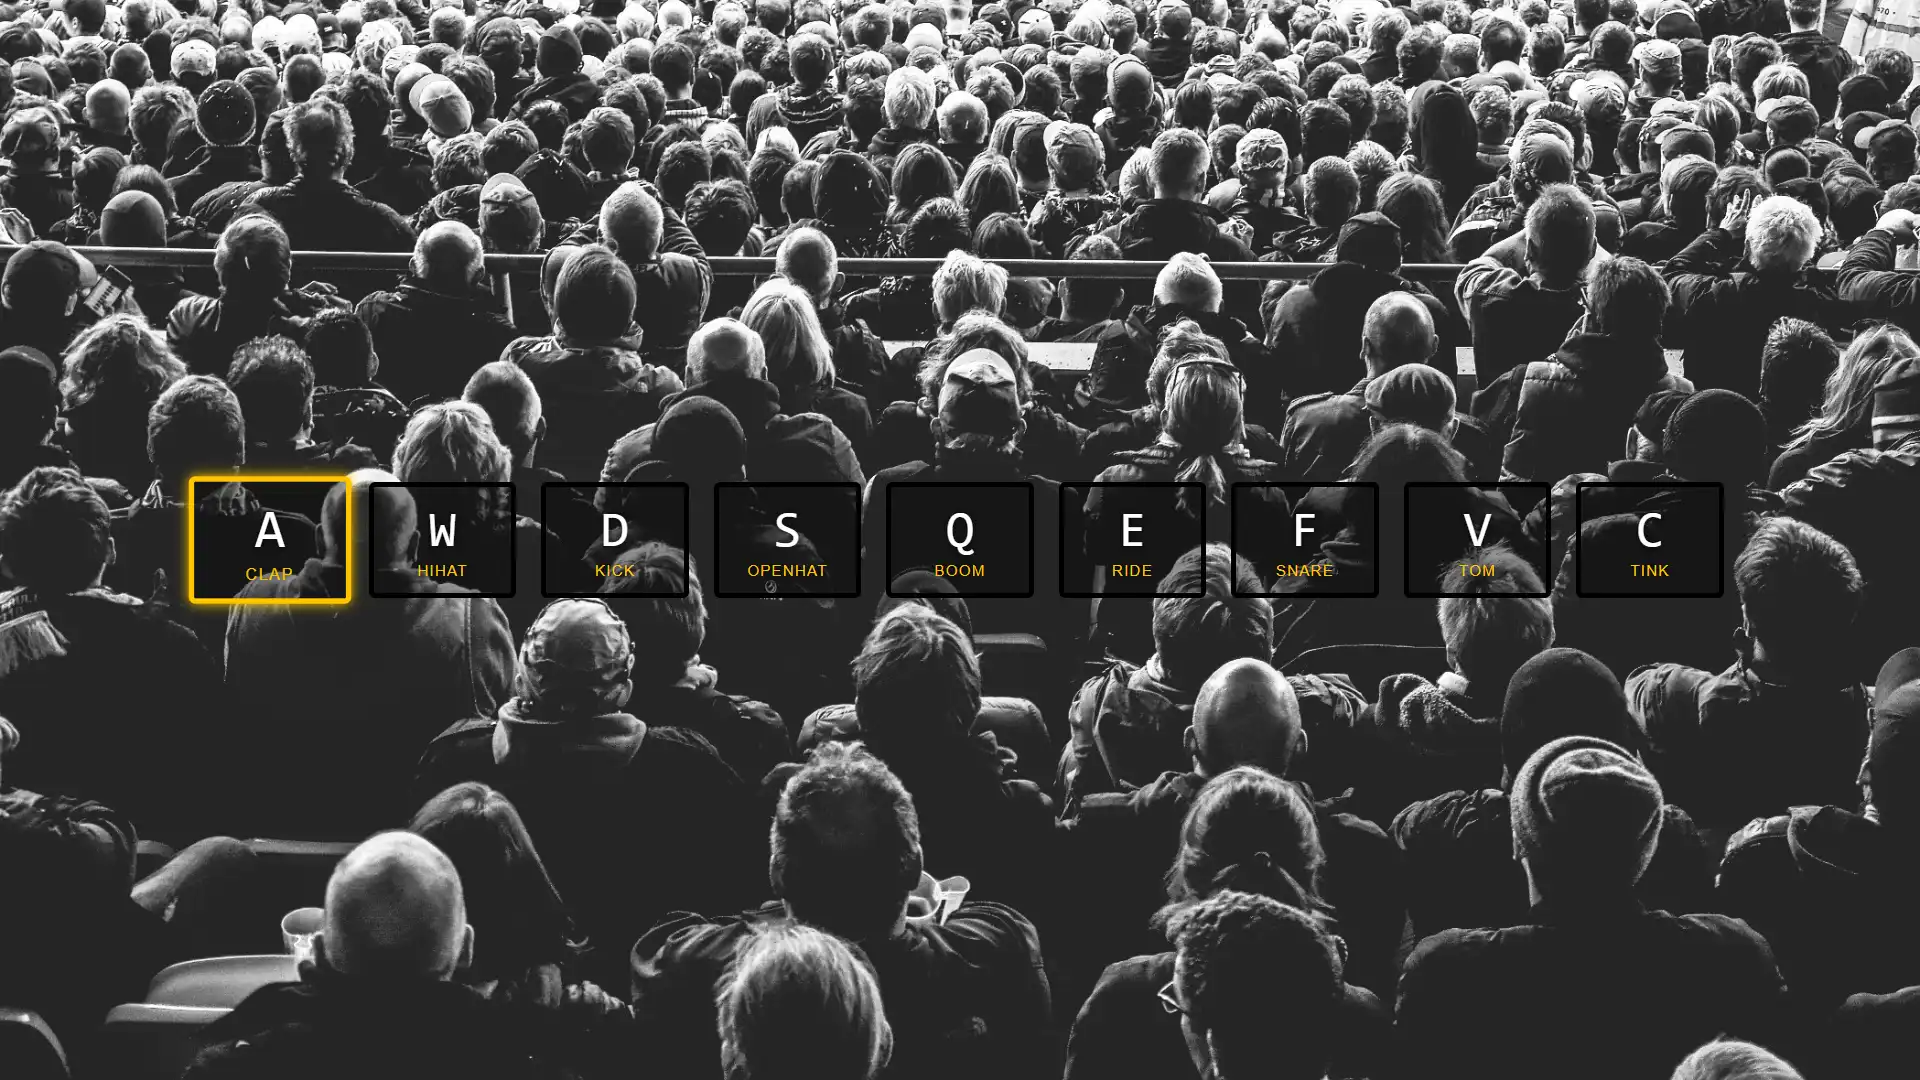 A
CLAP
W
HIHAT
D
KICK
S
OPENHAT
Q
BOOM
E
RIDE
F
SNARE
V
TOM
C
TINK